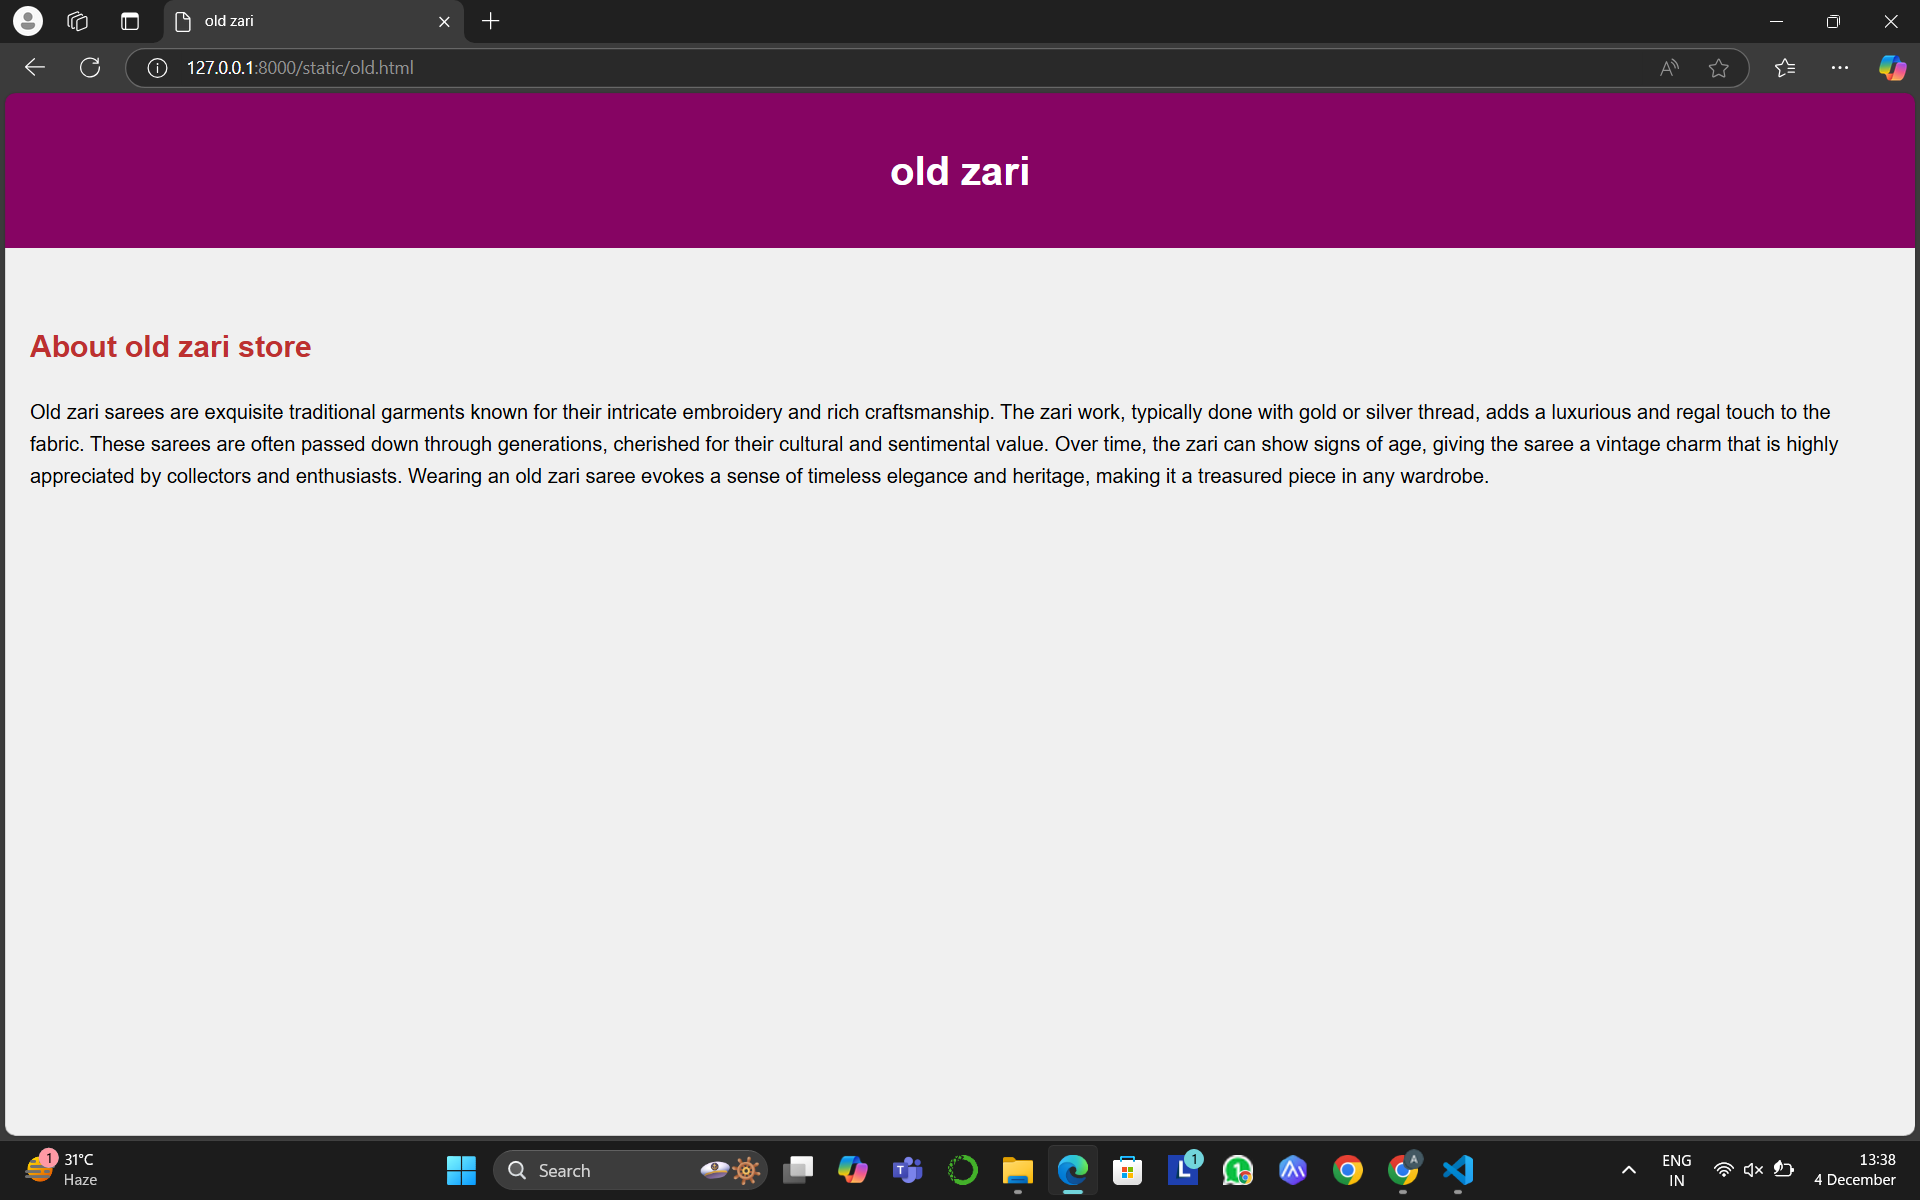 old zari
127.0.0.1:8000/static/old.html
old zari
About old zari store
Old zari sarees are exquisite traditional garments known for their intricate embroidery and rich craftsmanship. The zari work, typically done with gold or silver thread, adds a luxurious and regal touch to the
fabric. These sarees are often passed down through generations, cherished for their cultural and sentimental value. Over time, the zari can show signs of age, giving the saree a vintage charm that is highly
appreciated by collectors and enthusiasts. Wearing an old zari saree evokes a sense of timeless elegance and heritage, making it a treasured piece in any wardrobe.
1
31°C
Haze
Search
T
L
1
1
A
ENG
IN
13:38
4 December